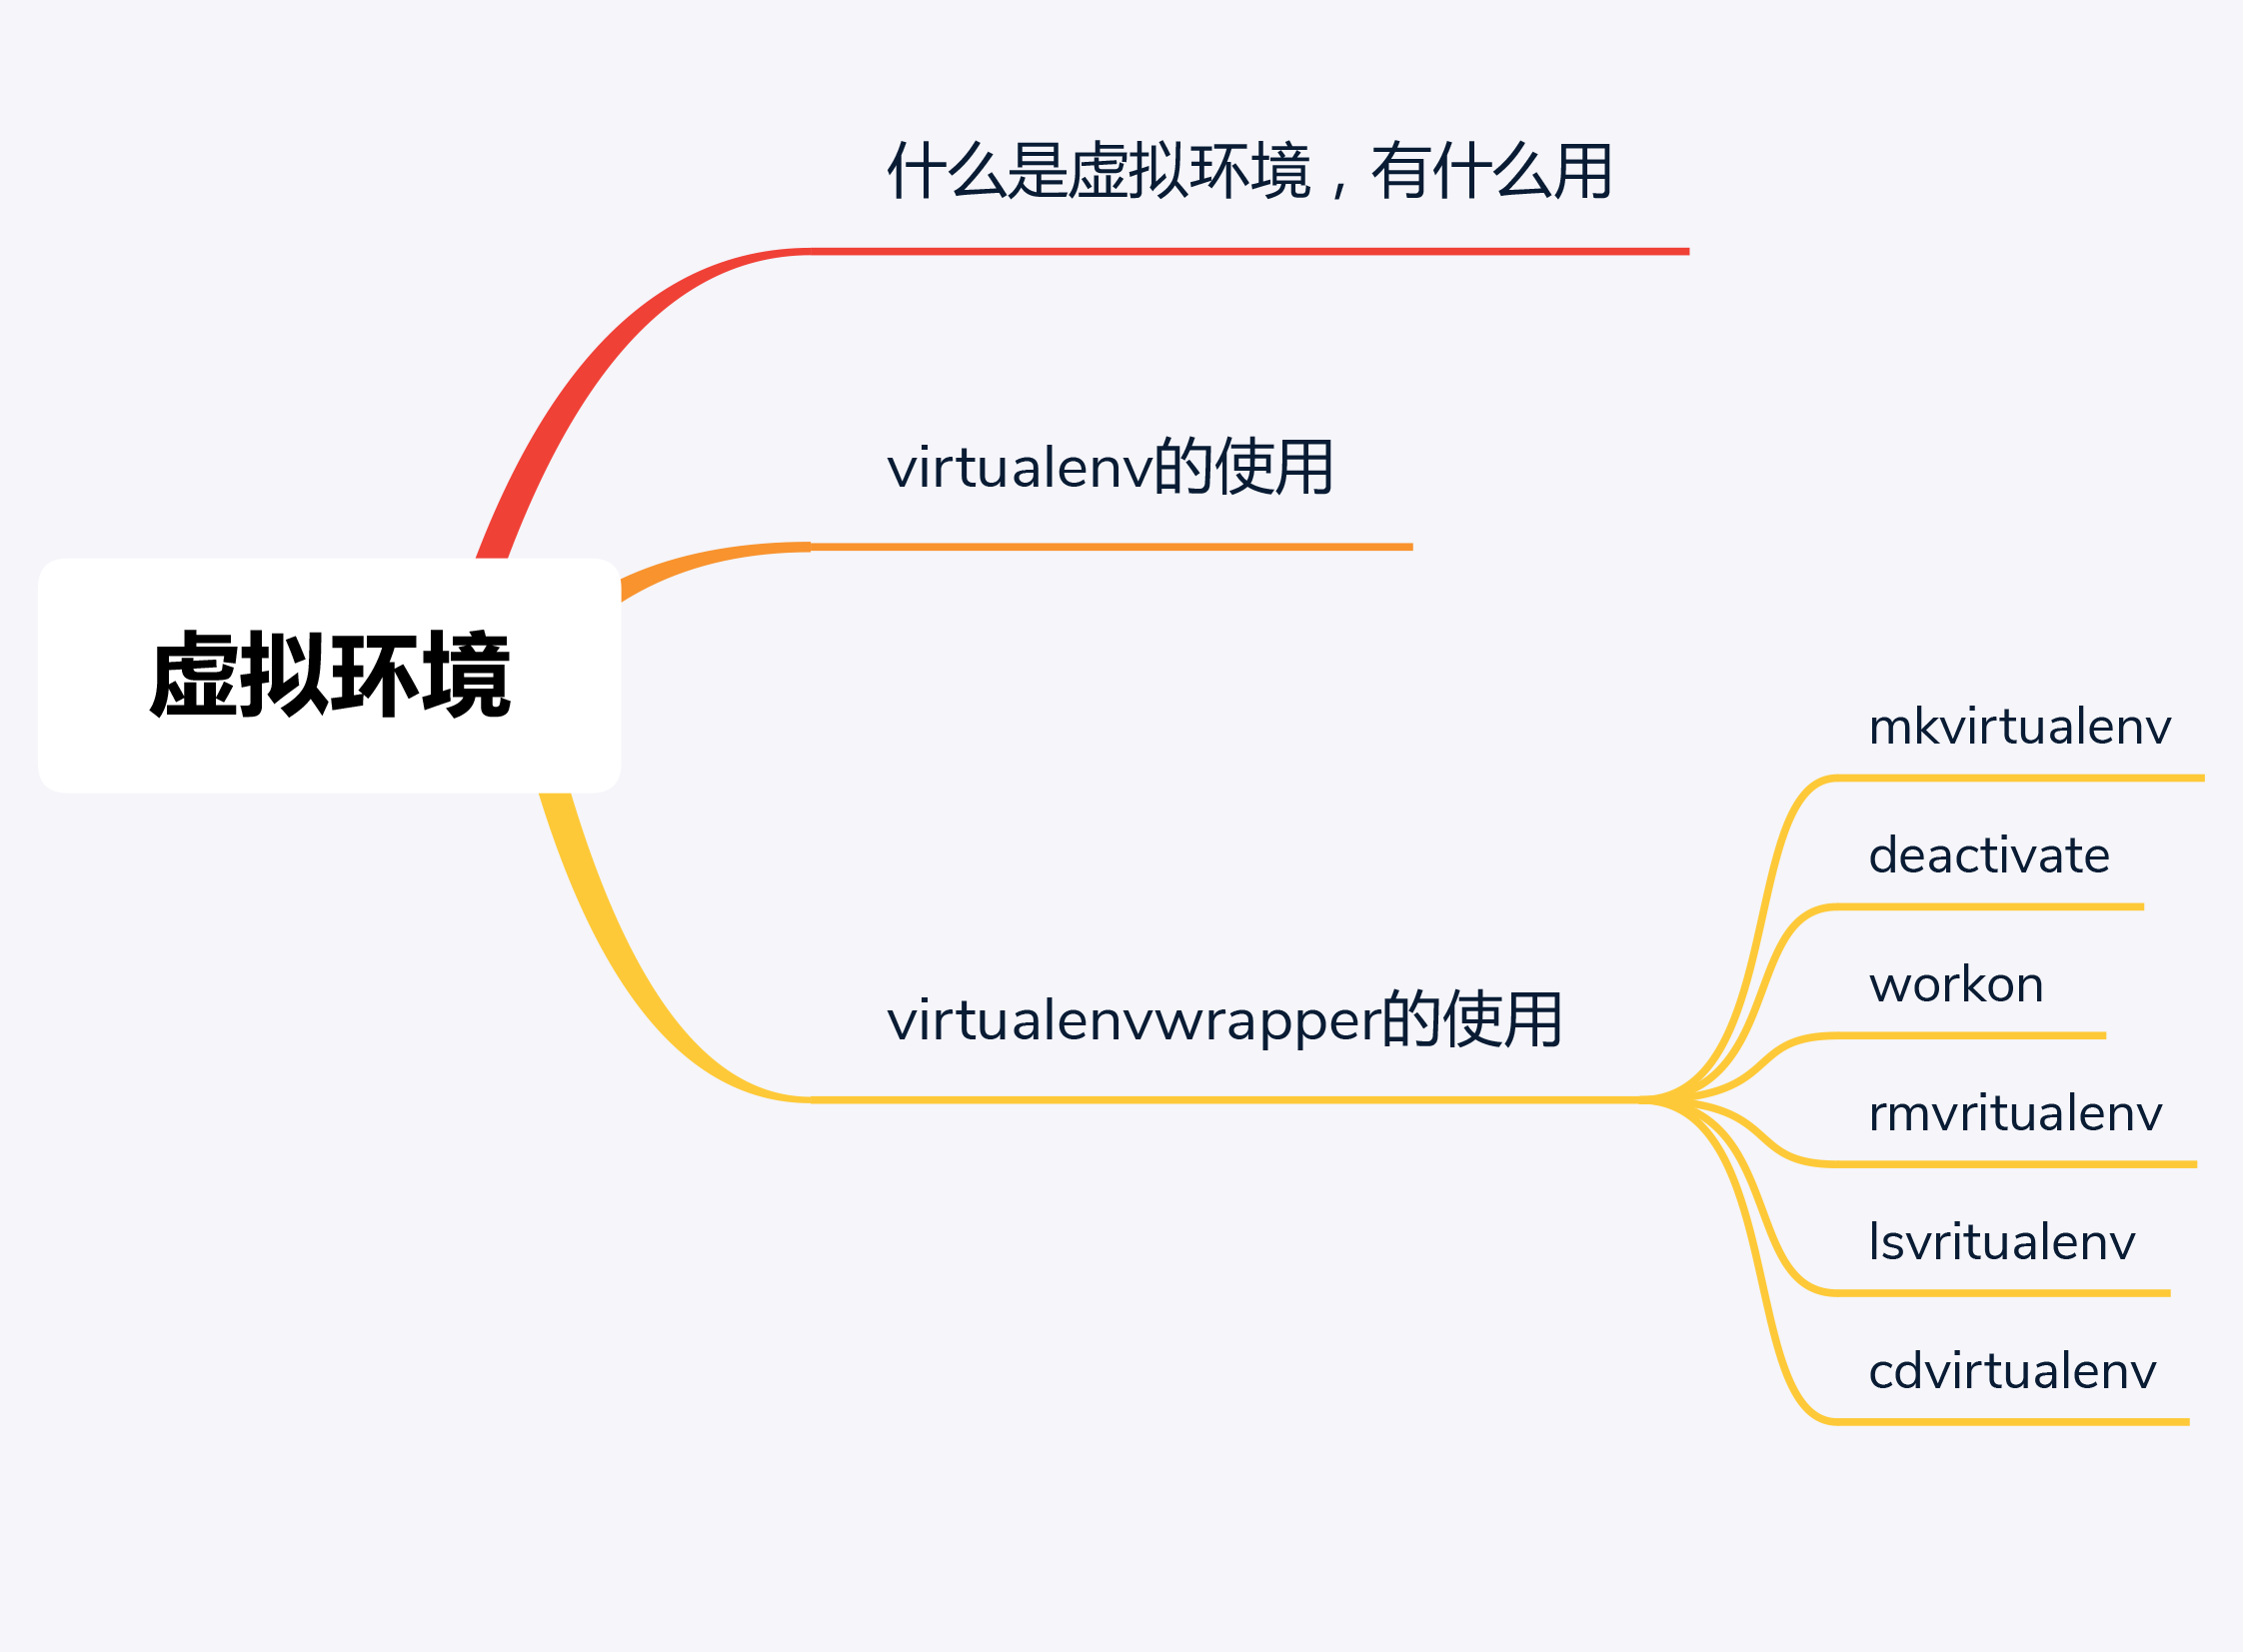 什么是虚拟环境，有什么用
virtualenv的使用
虚拟环境
mkvirtualenv
deactivate
workon
virtualenvwrapper的使用
rmvritualenv
lsvritualenv
cdvirtualenv